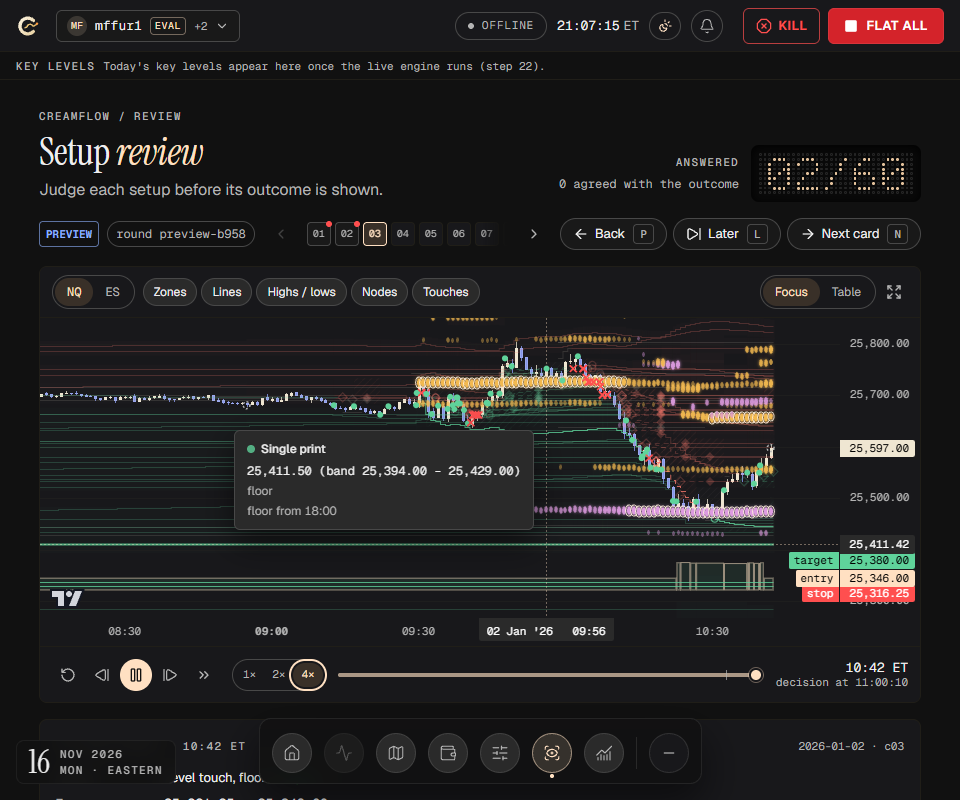 MF mffur1 EVAL +2
OFFLINE
21:07:15 ET
KILL
FLAT ALL
KEY LEVELS Today's key levels appear here once the live engine runs (step 22).
CREAMFLOW / REVIEW
Setup review
Judge each setup before its outcome is shown.
ANSWERED
0 agreed with the outcome
02/60
PREVIEW
round preview-b958
01 02 03 04 05 06 07
Back P
Later L
Next card N
NQ ES
Zones
Lines
Highs / lows
Nodes
Touches
Focus Table
25,800.00
25,700.00
25,597.00
25,500.00
25,411.42
target 25,380.00
entry 25,346.00
stop 25,316.25
Single print
25,411.50 (band 25,394.00 – 25,429.00)
floor
floor from 18:00
08:30 09:00 09:30 02 Jan '26 09:56 10:30
1× 2× 4×
10:42 ET
decision at 11:00:10
16
NOV 2026
MON · EASTERN
10:42 ET
2026-01-02 · c03